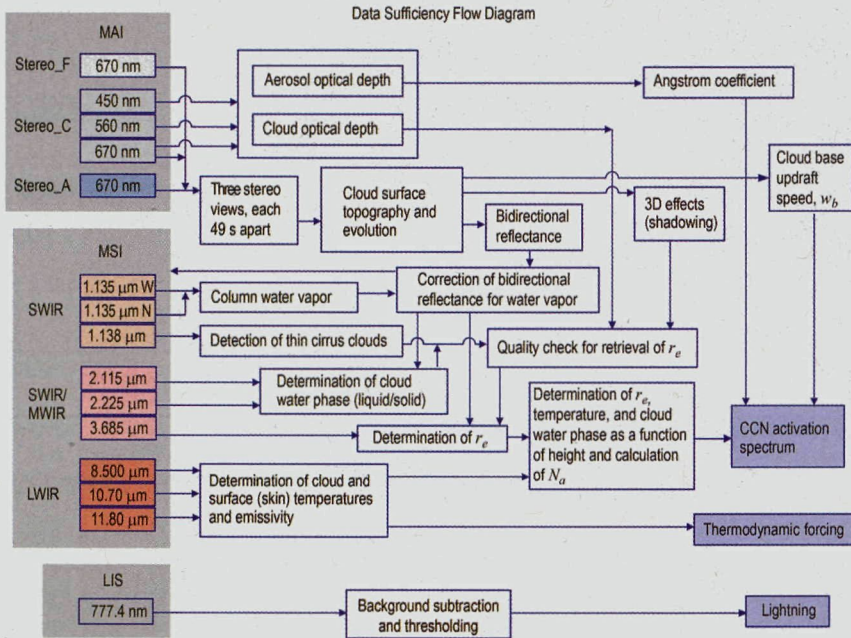 Data Sufficiency Flow Diagram
MAI
Stereo_F
670 nm
450 nm
Stereo_C
560 nm
670 nm
Stereo_A
670 nm
Aerosol optical depth
Cloud optical depth
Angstrom coefficient
Three stereo
views, each
49 s apart
Cloud surface
topography and
evolution
Bidirectional
reflectance
3D effects
(shadowing)
Cloud base
updraft
speed, w_b
MSI
SWIR
1.135 µm W
1.135 µm N
1.138 µm
Column water vapor
Correction of bidirectional
reflectance for water vapor
Detection of thin cirrus clouds
Quality check for retrieval of r_e
SWIR/
MWIR
2.115 µm
2.225 µm
3.685 µm
Determination of cloud
water phase (liquid/solid)
Determination of r_e
Determination of r_e,
temperature, and cloud
water phase as a function
of height and calculation
of N_a
CCN activation
spectrum
LWIR
8.500 µm
10.70 µm
11.80 µm
Determination of cloud and
surface (skin) temperatures
and emissivity
Thermodynamic forcing
LIS
777.4 nm
Background subtraction
and thresholding
Lightning